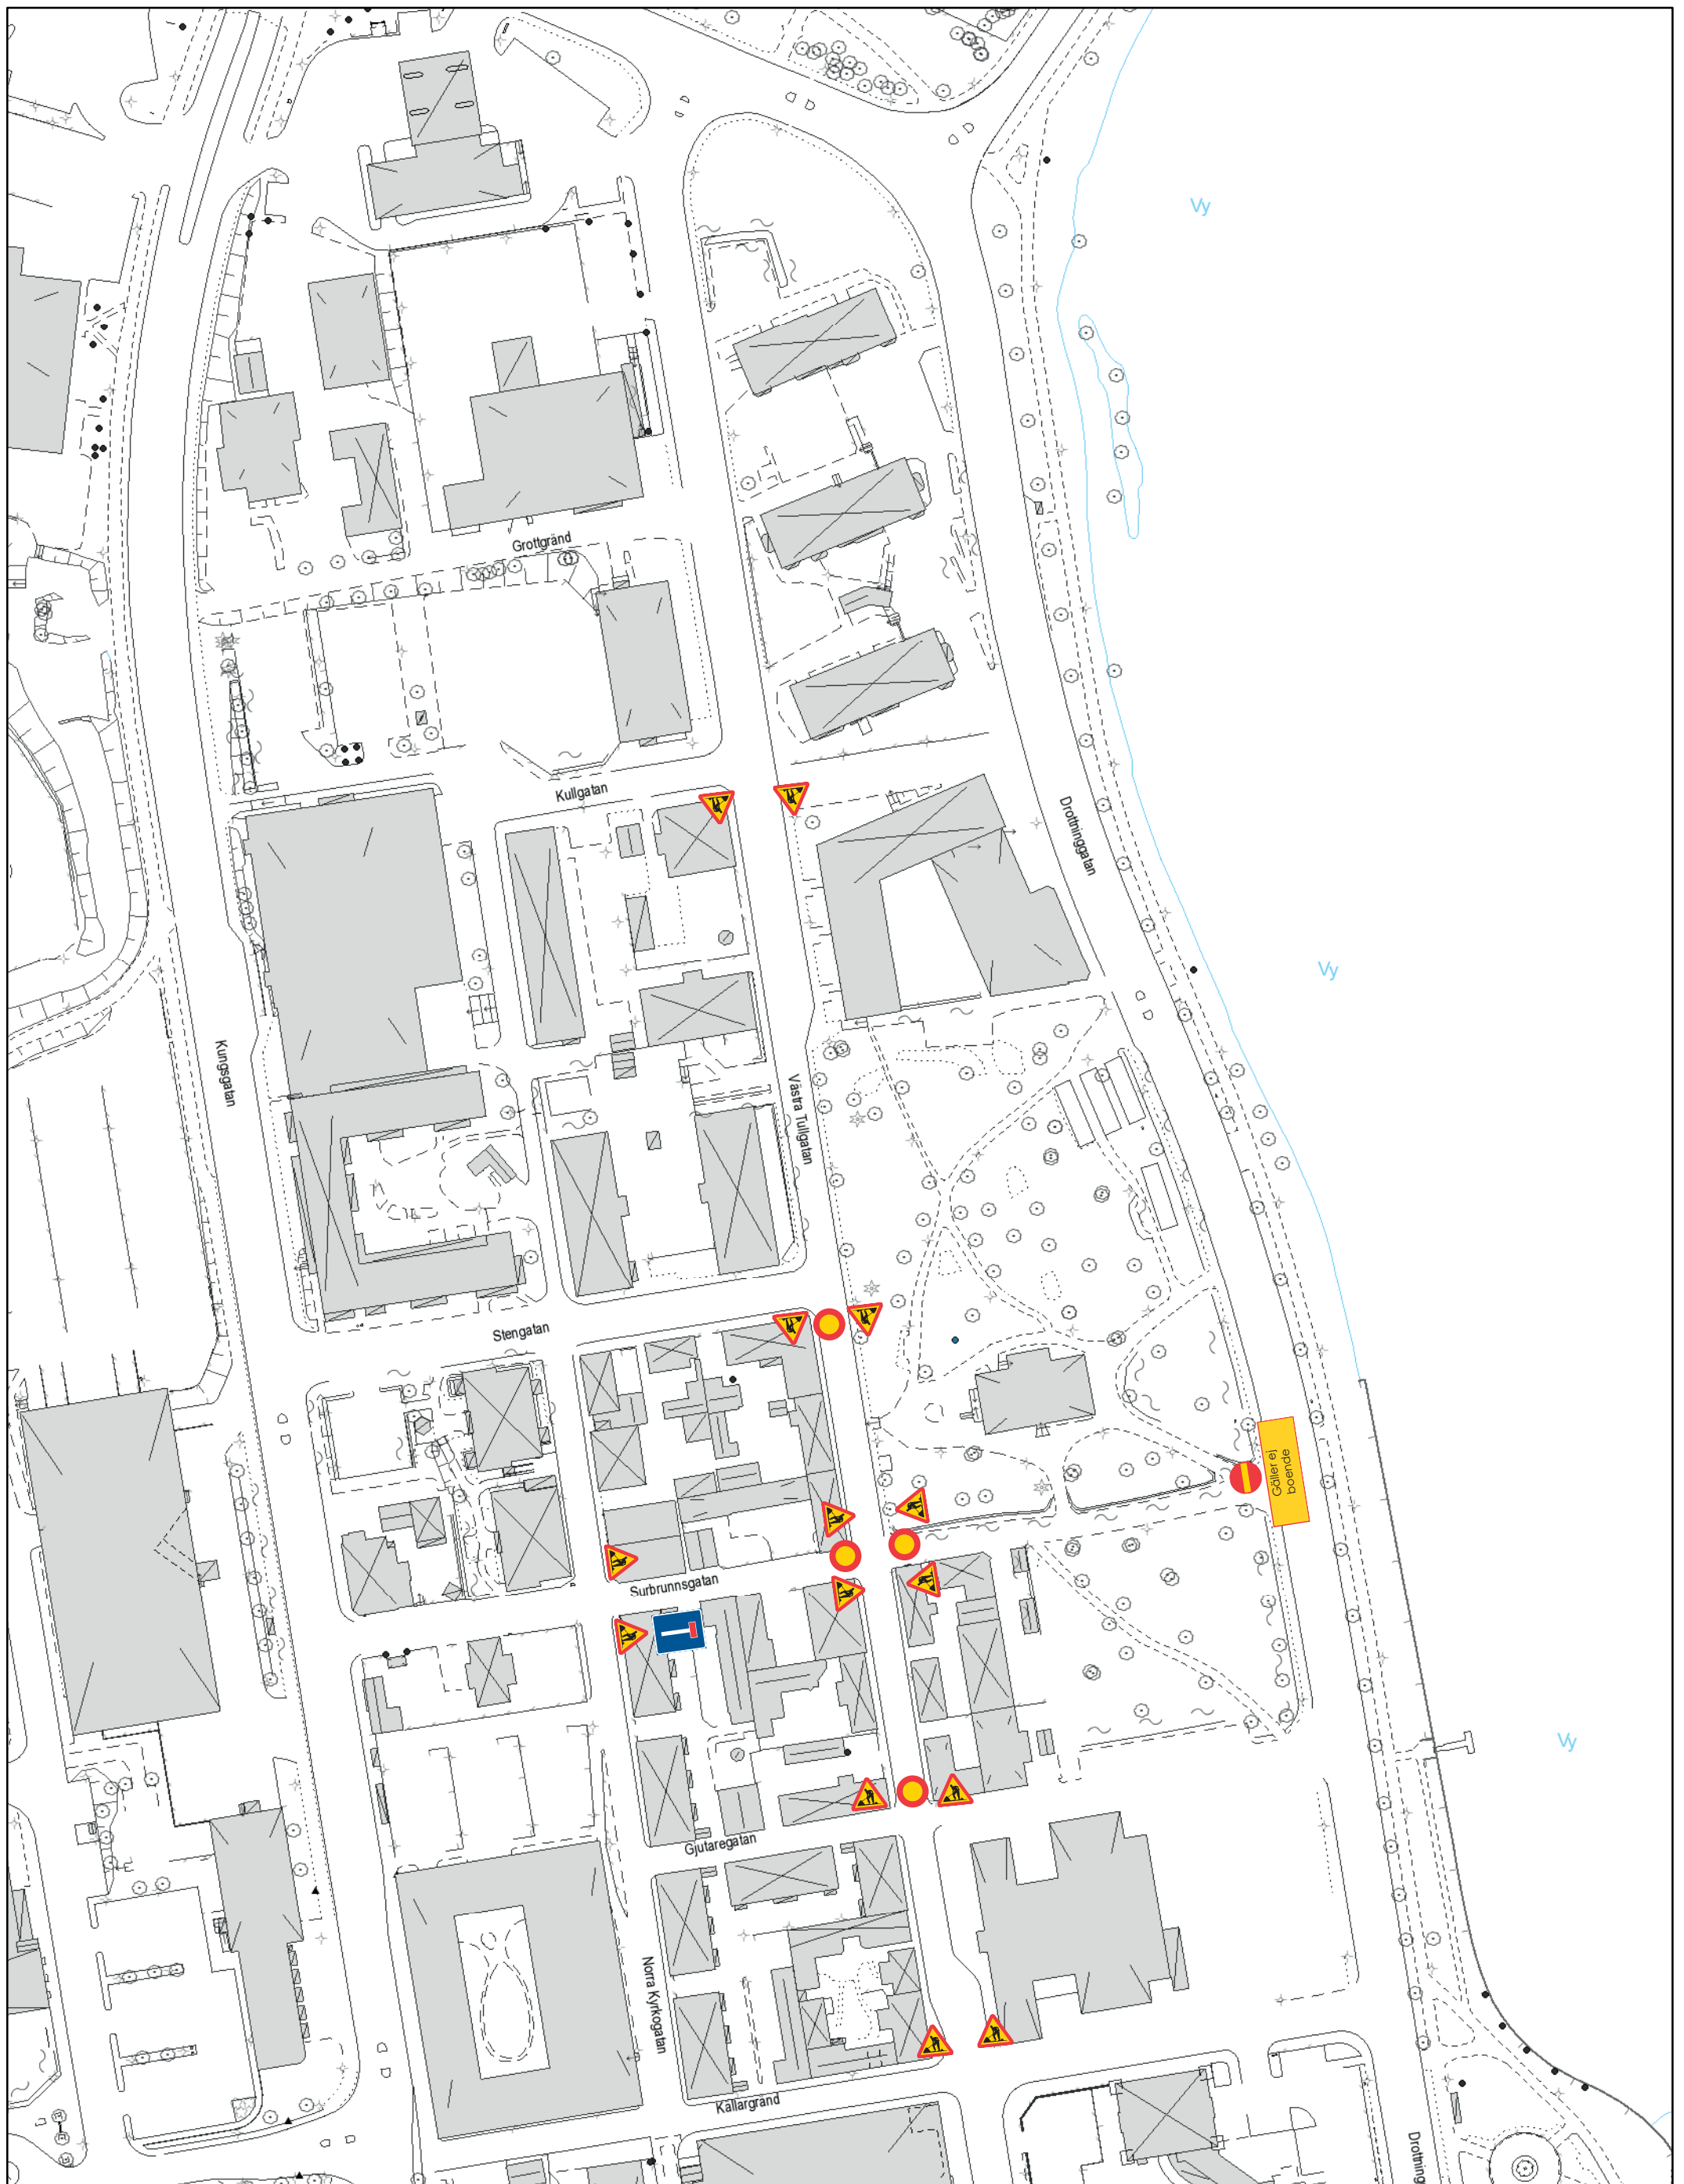 Vy
Grottgränd
Kullgatan
Drottninggatan
Vy
Kungsgatan
Västra Tullgatan
Stengatan
Gäller ej
boende
Surbrunnsgatan
Vy
Gjutaregatan
Norra Kyrkogatan
Källargränd
Drottning